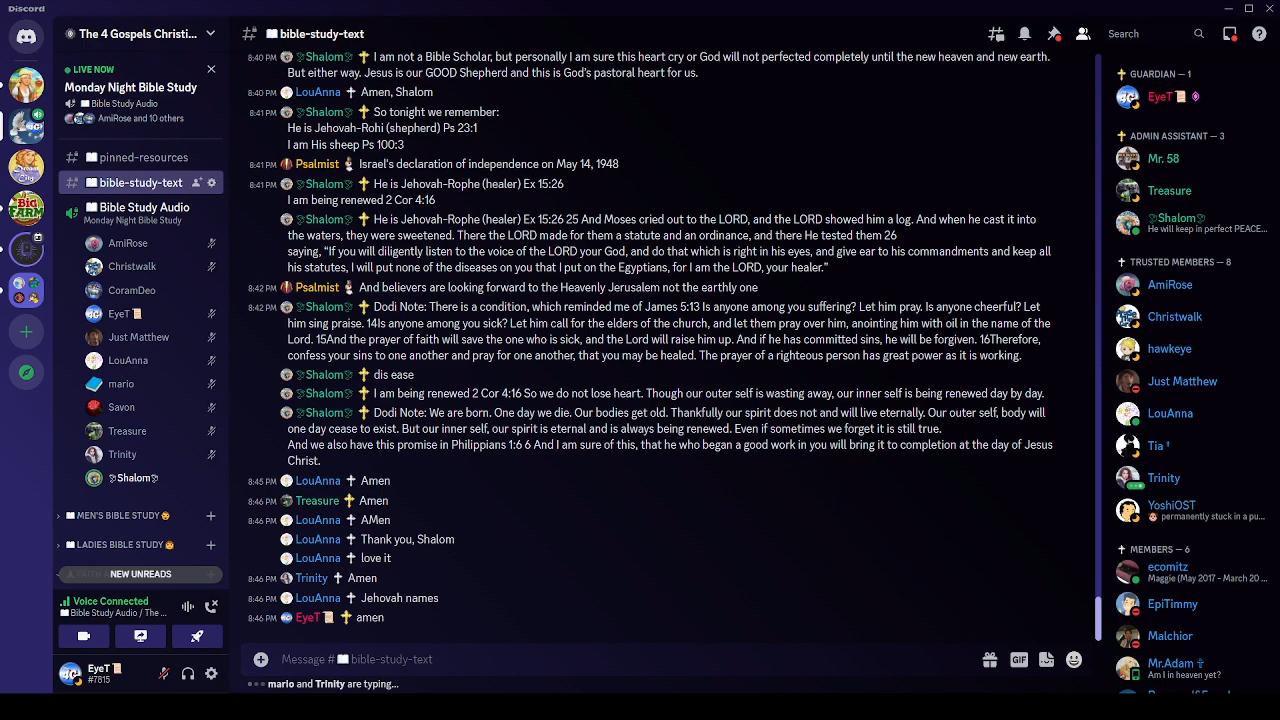 Discord
The 4 Gospels Christi...
LIVE NOW
Monday Night Bible Study
Bible Study Audio
AmiRose and 10 others
pinned-resources
bible-study-text
Bible Study Audio
Monday Night Bible Study
AmiRose
Christwalk
CoramDeo
EyeT
Just Matthew
LouAnna
mario
Savon
Treasure
Trinity
Shalom
MEN'S BIBLE STUDY
LADIES BIBLE STUDY
NEW UNREADS
Voice Connected
Bible Study Audio / The ...
EyeT
#7815
bible-study-text
Search
8:40 PM Shalom I am not a Bible Scholar, but personally I am sure this heart cry or God will not perfected completely until the new heaven and new earth.
But either way. Jesus is our GOOD Shepherd and this is God's pastoral heart for us.
8:40 PM LouAnna Amen, Shalom
8:41 PM Shalom So tonight we remember:
He is Jehovah-Rohi (shepherd) Ps 23:1
I am His sheep Ps 100:3
8:41 PM Psalmist Israel's declaration of independence on May 14, 1948
8:41 PM Shalom He is Jehovah-Rophe (healer) Ex 15:26
I am being renewed 2 Cor 4:16
Shalom He is Jehovah-Rophe (healer) Ex 15:26 25 And Moses cried out to the LORD, and the LORD showed him a log. And when he cast it into
the waters, they were sweetened. There the LORD made for them a statute and an ordinance, and there He tested them 26
saying, “If you will diligently listen to the voice of the LORD your God, and do that which is right in his eyes, and give ear to his commandments and keep all
his statutes, I will put none of the diseases on you that I put on the Egyptians, for I am the LORD, your healer.”
8:42 PM Psalmist And believers are looking forward to the Heavenly Jerusalem not the earthly one
8:42 PM Shalom Dodi Note: There is a condition, which reminded me of James 5:13 Is anyone among you suffering? Let him pray. Is anyone cheerful? Let
him sing praise. 14Is anyone among you sick? Let him call for the elders of the church, and let them pray over him, anointing him with oil in the name of the
Lord. 15And the prayer of faith will save the one who is sick, and the Lord will raise him up. And if he has committed sins, he will be forgiven. 16Therefore,
confess your sins to one another and pray for one another, that you may be healed. The prayer of a righteous person has great power as it is working.
Shalom dis ease
Shalom I am being renewed 2 Cor 4:16 So we do not lose heart. Though our outer self is wasting away, our inner self is being renewed day by day.
Shalom Dodi Note: We are born. One day we die. Our bodies get old. Thankfully our spirit does not and will live eternally. Our outer self, body will
one day cease to exist. But our inner self, our spirit is eternal and is always being renewed. Even if sometimes we forget it is still true.
And we also have this promise in Philippians 1:6 6 And I am sure of this, that he who began a good work in you will bring it to completion at the day of Jesus
Christ.
8:45 PM LouAnna Amen
8:46 PM Treasure Amen
8:46 PM LouAnna AMen
LouAnna Thank you, Shalom
LouAnna love it
8:46 PM Trinity Amen
8:46 PM LouAnna Jehovah names
8:46 PM EyeT amen
Message # bible-study-text
GIF
mario and Trinity are typing...
GUARDIAN — 1
EyeT
ADMIN ASSISTANT — 3
Mr. 58
Treasure
Shalom
He will keep in perfect PEACE...
TRUSTED MEMBERS — 8
AmiRose
Christwalk
hawkeye
Just Matthew
LouAnna
Tia
Trinity
YoshiOST
permanently stuck in a pu...
MEMBERS — 6
ecomitz
Maggie (May 2017 - March 20 ...
EpiTimmy
Malchior
Mr.Adam
Am I in heaven yet?